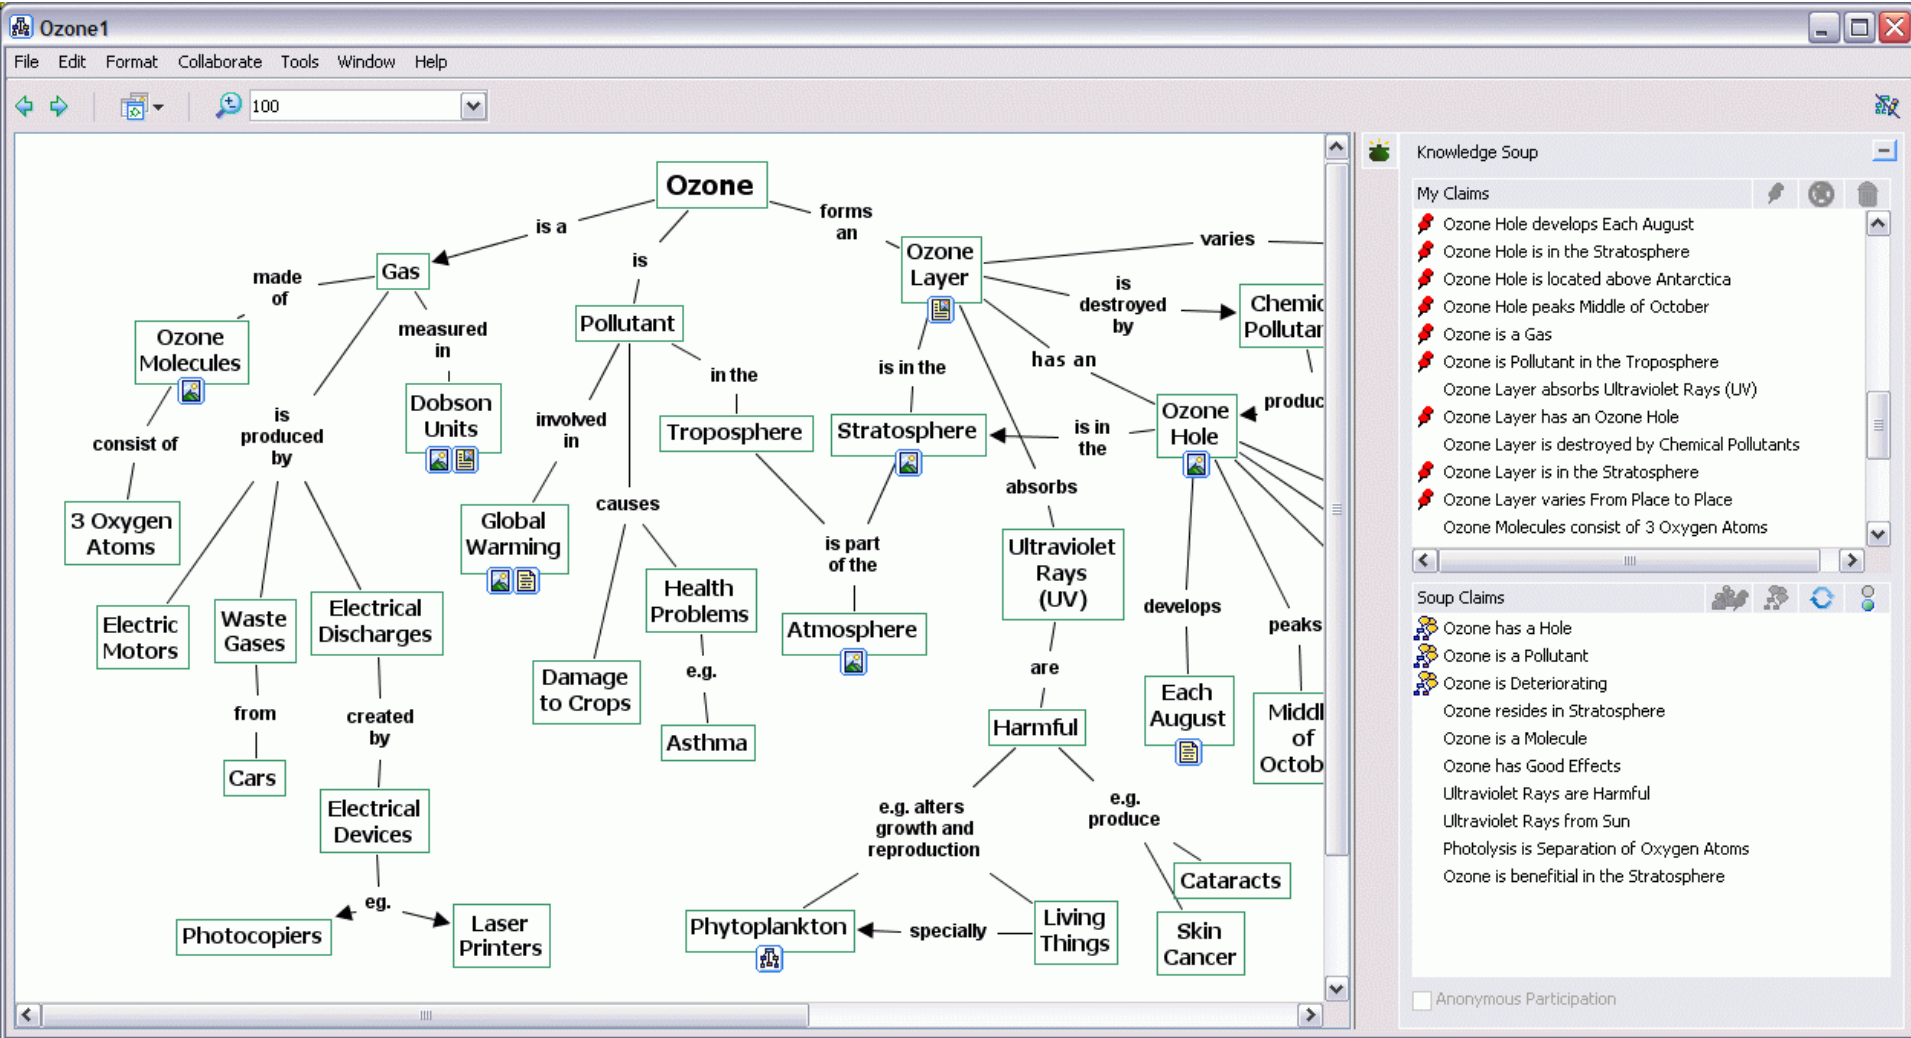 Ozone1
File Edit Format Collaborate Tools Window Help
100
Ozone
is a
is
forms
an
Gas
made
of
Ozone
Molecules
consist of
3 Oxygen
Atoms
is
produced
by
measured
in
Dobson
Units
Electric
Motors
Waste
Gases
from
Cars
Electrical
Discharges
created
by
Electrical
Devices
eg.
Photocopiers
Laser
Printers
Pollutant
involved
in
Global
Warming
causes
Damage
to Crops
Health
Problems
e.g.
Asthma
in the
Troposphere
is part
of the
Atmosphere
Ozone
Layer
varies
is
destroyed
by
Chemic
Pollutar
produc
has an
is in the
Stratosphere
is in
the
Ozone
Hole
absorbs
Ultraviolet
Rays
(UV)
are
Harmful
e.g. alters
growth and
reproduction
Phytoplankton
specially
Living
Things
e.g.
produce
Cataracts
Skin
Cancer
develops
Each
August
peaks
Middl
of
Octob
Knowledge Soup
My Claims
Ozone Hole develops Each August
Ozone Hole is in the Stratosphere
Ozone Hole is located above Antarctica
Ozone Hole peaks Middle of October
Ozone is a Gas
Ozone is Pollutant in the Troposphere
Ozone Layer absorbs Ultraviolet Rays (UV)
Ozone Layer has an Ozone Hole
Ozone Layer is destroyed by Chemical Pollutants
Ozone Layer is in the Stratosphere
Ozone Layer varies From Place to Place
Ozone Molecules consist of 3 Oxygen Atoms
Soup Claims
Ozone has a Hole
Ozone is a Pollutant
Ozone is Deteriorating
Ozone resides in Stratosphere
Ozone is a Molecule
Ozone has Good Effects
Ultraviolet Rays are Harmful
Ultraviolet Rays from Sun
Photolysis is Separation of Oxygen Atoms
Ozone is benefitial in the Stratosphere
Anonymous Participation